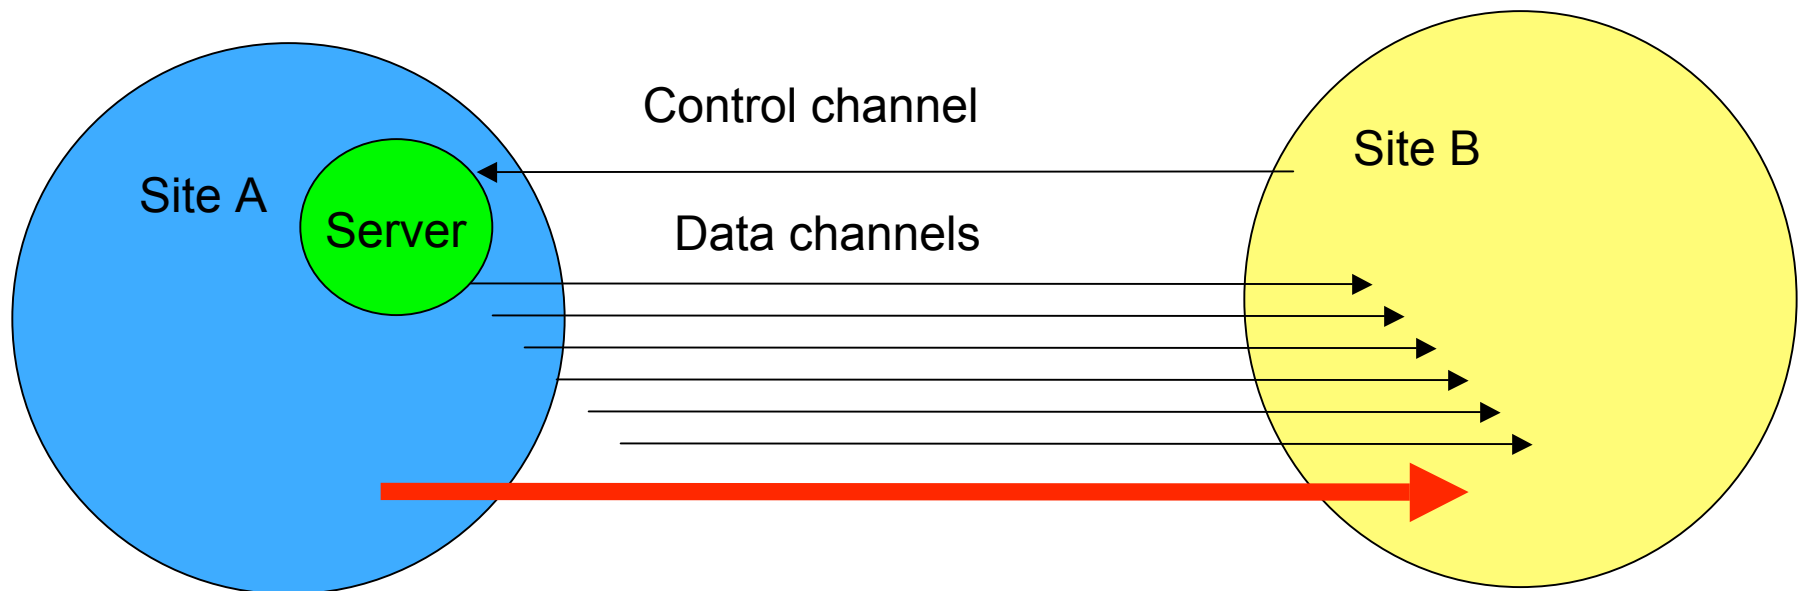 Control channel
Site B
Site A
Server
Data channels